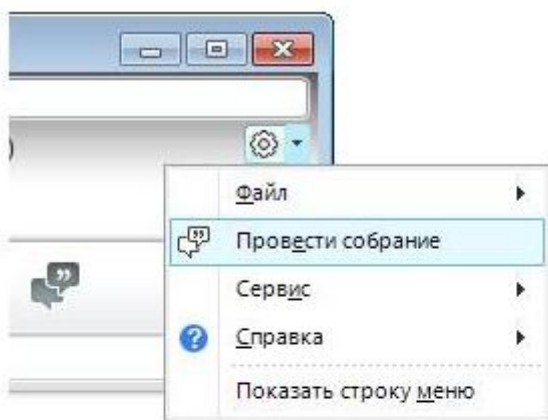 Файл
Провести собрание
Сервис
Справка
Показать строку меню